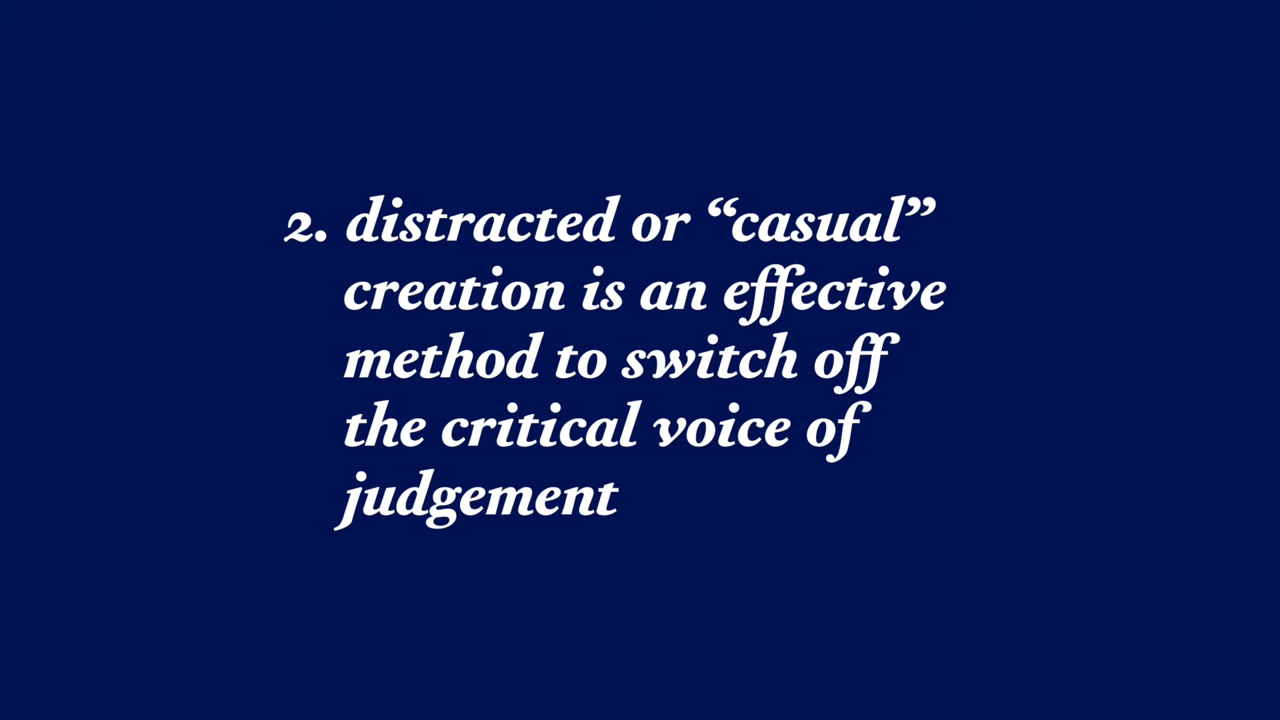 2. distracted or “casual”
creation is an effective
method to switch off
the critical voice of
judgement